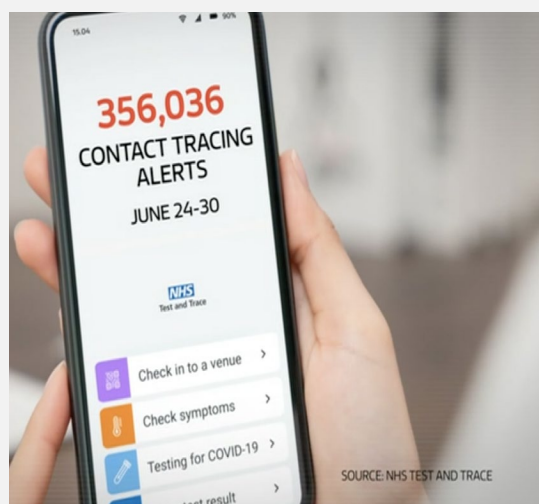 15.04
90%
356,036
CONTACT TRACING
ALERTS
JUNE 24-30
NHS
Test and Trace
Check in to a venue
Check symptoms
Testing for COVID-19
result
SOURCE: NHS TEST AND TRACE